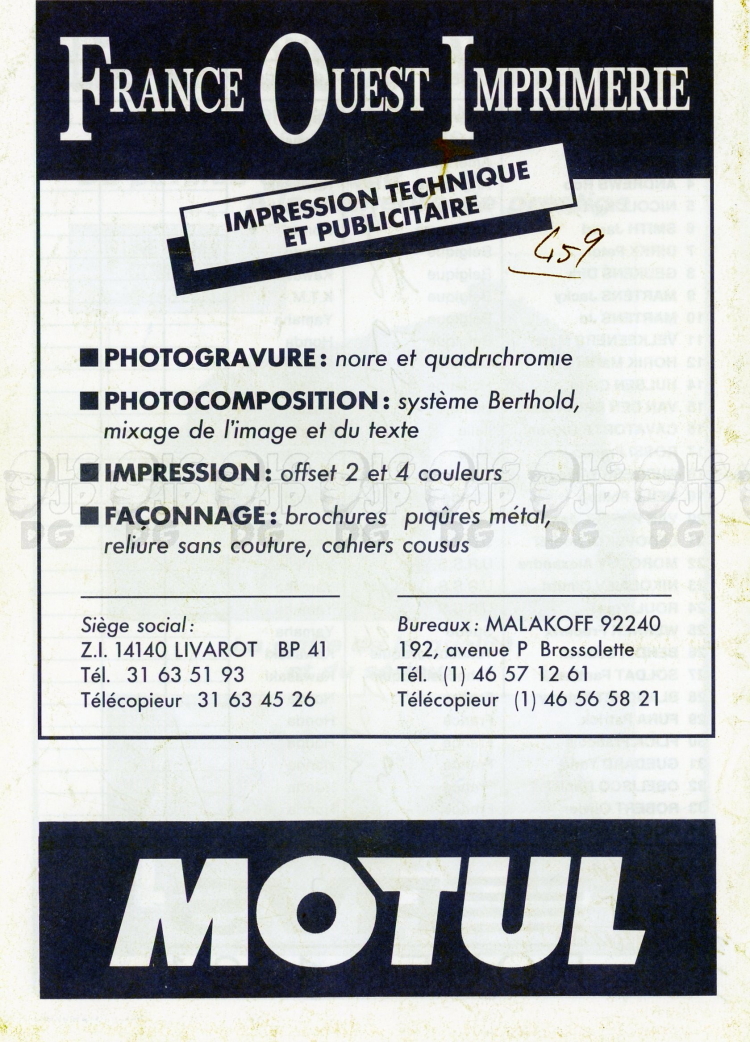 FRANCE OUEST IMPRIMERIE
IMPRESSION TECHNIQUE
ET PUBLICITAIRE
459
PHOTOGRAVURE : noire et quadrichromie
PHOTOCOMPOSITION : système Berthold,
mixage de l'image et du texte
IMPRESSION : offset 2 et 4 couleurs
FAÇONNAGE : brochures piqûres métal,
reliure sans couture, cahiers cousus
Siège social :
Z.I. 14140 LIVAROT BP 41
Tél. 31 63 51 93
Télécopieur 31 63 45 26
Bureaux : MALAKOFF 92240
192, avenue P Brossolette
Tél. (1) 46 57 12 61
Télécopieur (1) 46 56 58 21
MOTUL